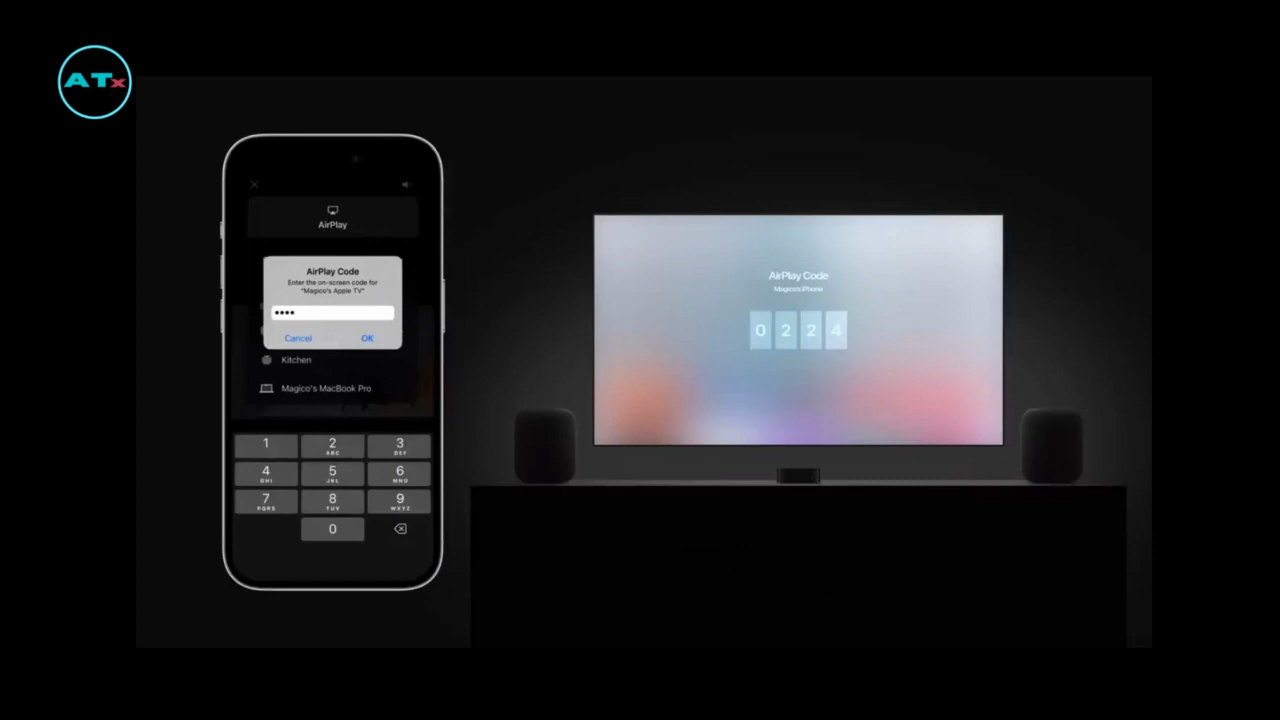 ATx
AirPlay
AirPlay Code
Enter the on-screen code for
"Magico's Apple TV"
••••
Cancel
OK
Kitchen
Magico's MacBook Pro
1
2
ABC
3
DEF
4
GHI
5
JKL
6
MNO
7
PQRS
8
TUV
9
WXYZ
0
AirPlay Code
Magico's iPhone
0 2 2 4